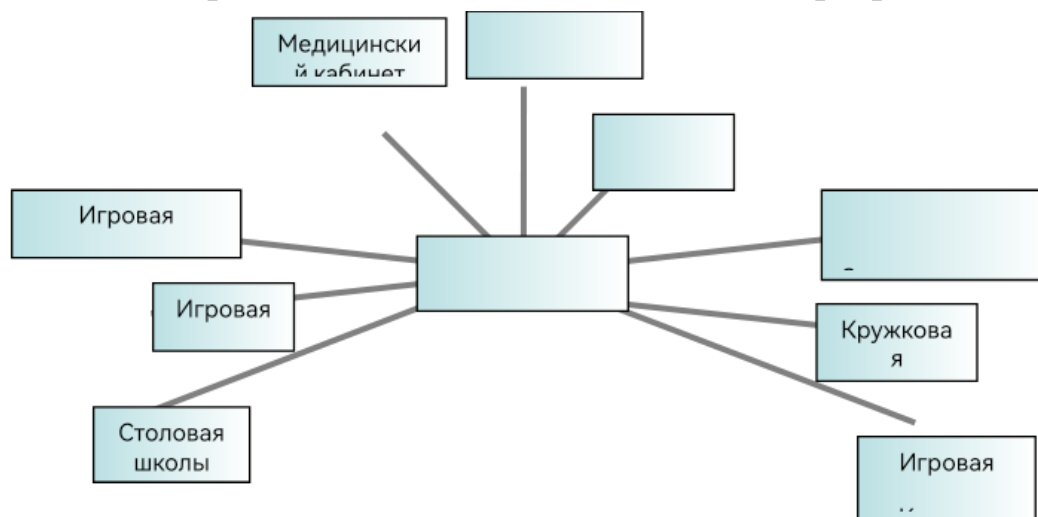 Медицински
й кабинет
Игровая
Игровая
Кружкова
я
Столовая
школы
Игровая